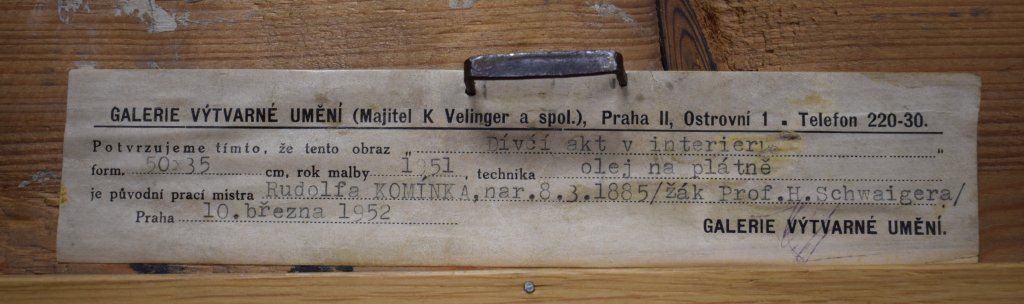 GALERIE VÝTVARNÉ UMĚNÍ (Majitel K Velinger a spol.), Praha II, Ostrovní 1 - Telefon 220-30.
Potvrzujeme tímto, že tento obraz „ Dívčí akt v interieru "
form. 50x35 cm, rok malby 1951, technika olej na plátně
je původní prací mistra Rudolfa KOMÍNKA,nar.8.3.1885/žák Prof.H.Schwaigera/
Praha 10.března 1952
GALERIE VÝTVARNÉ UMĚNÍ.